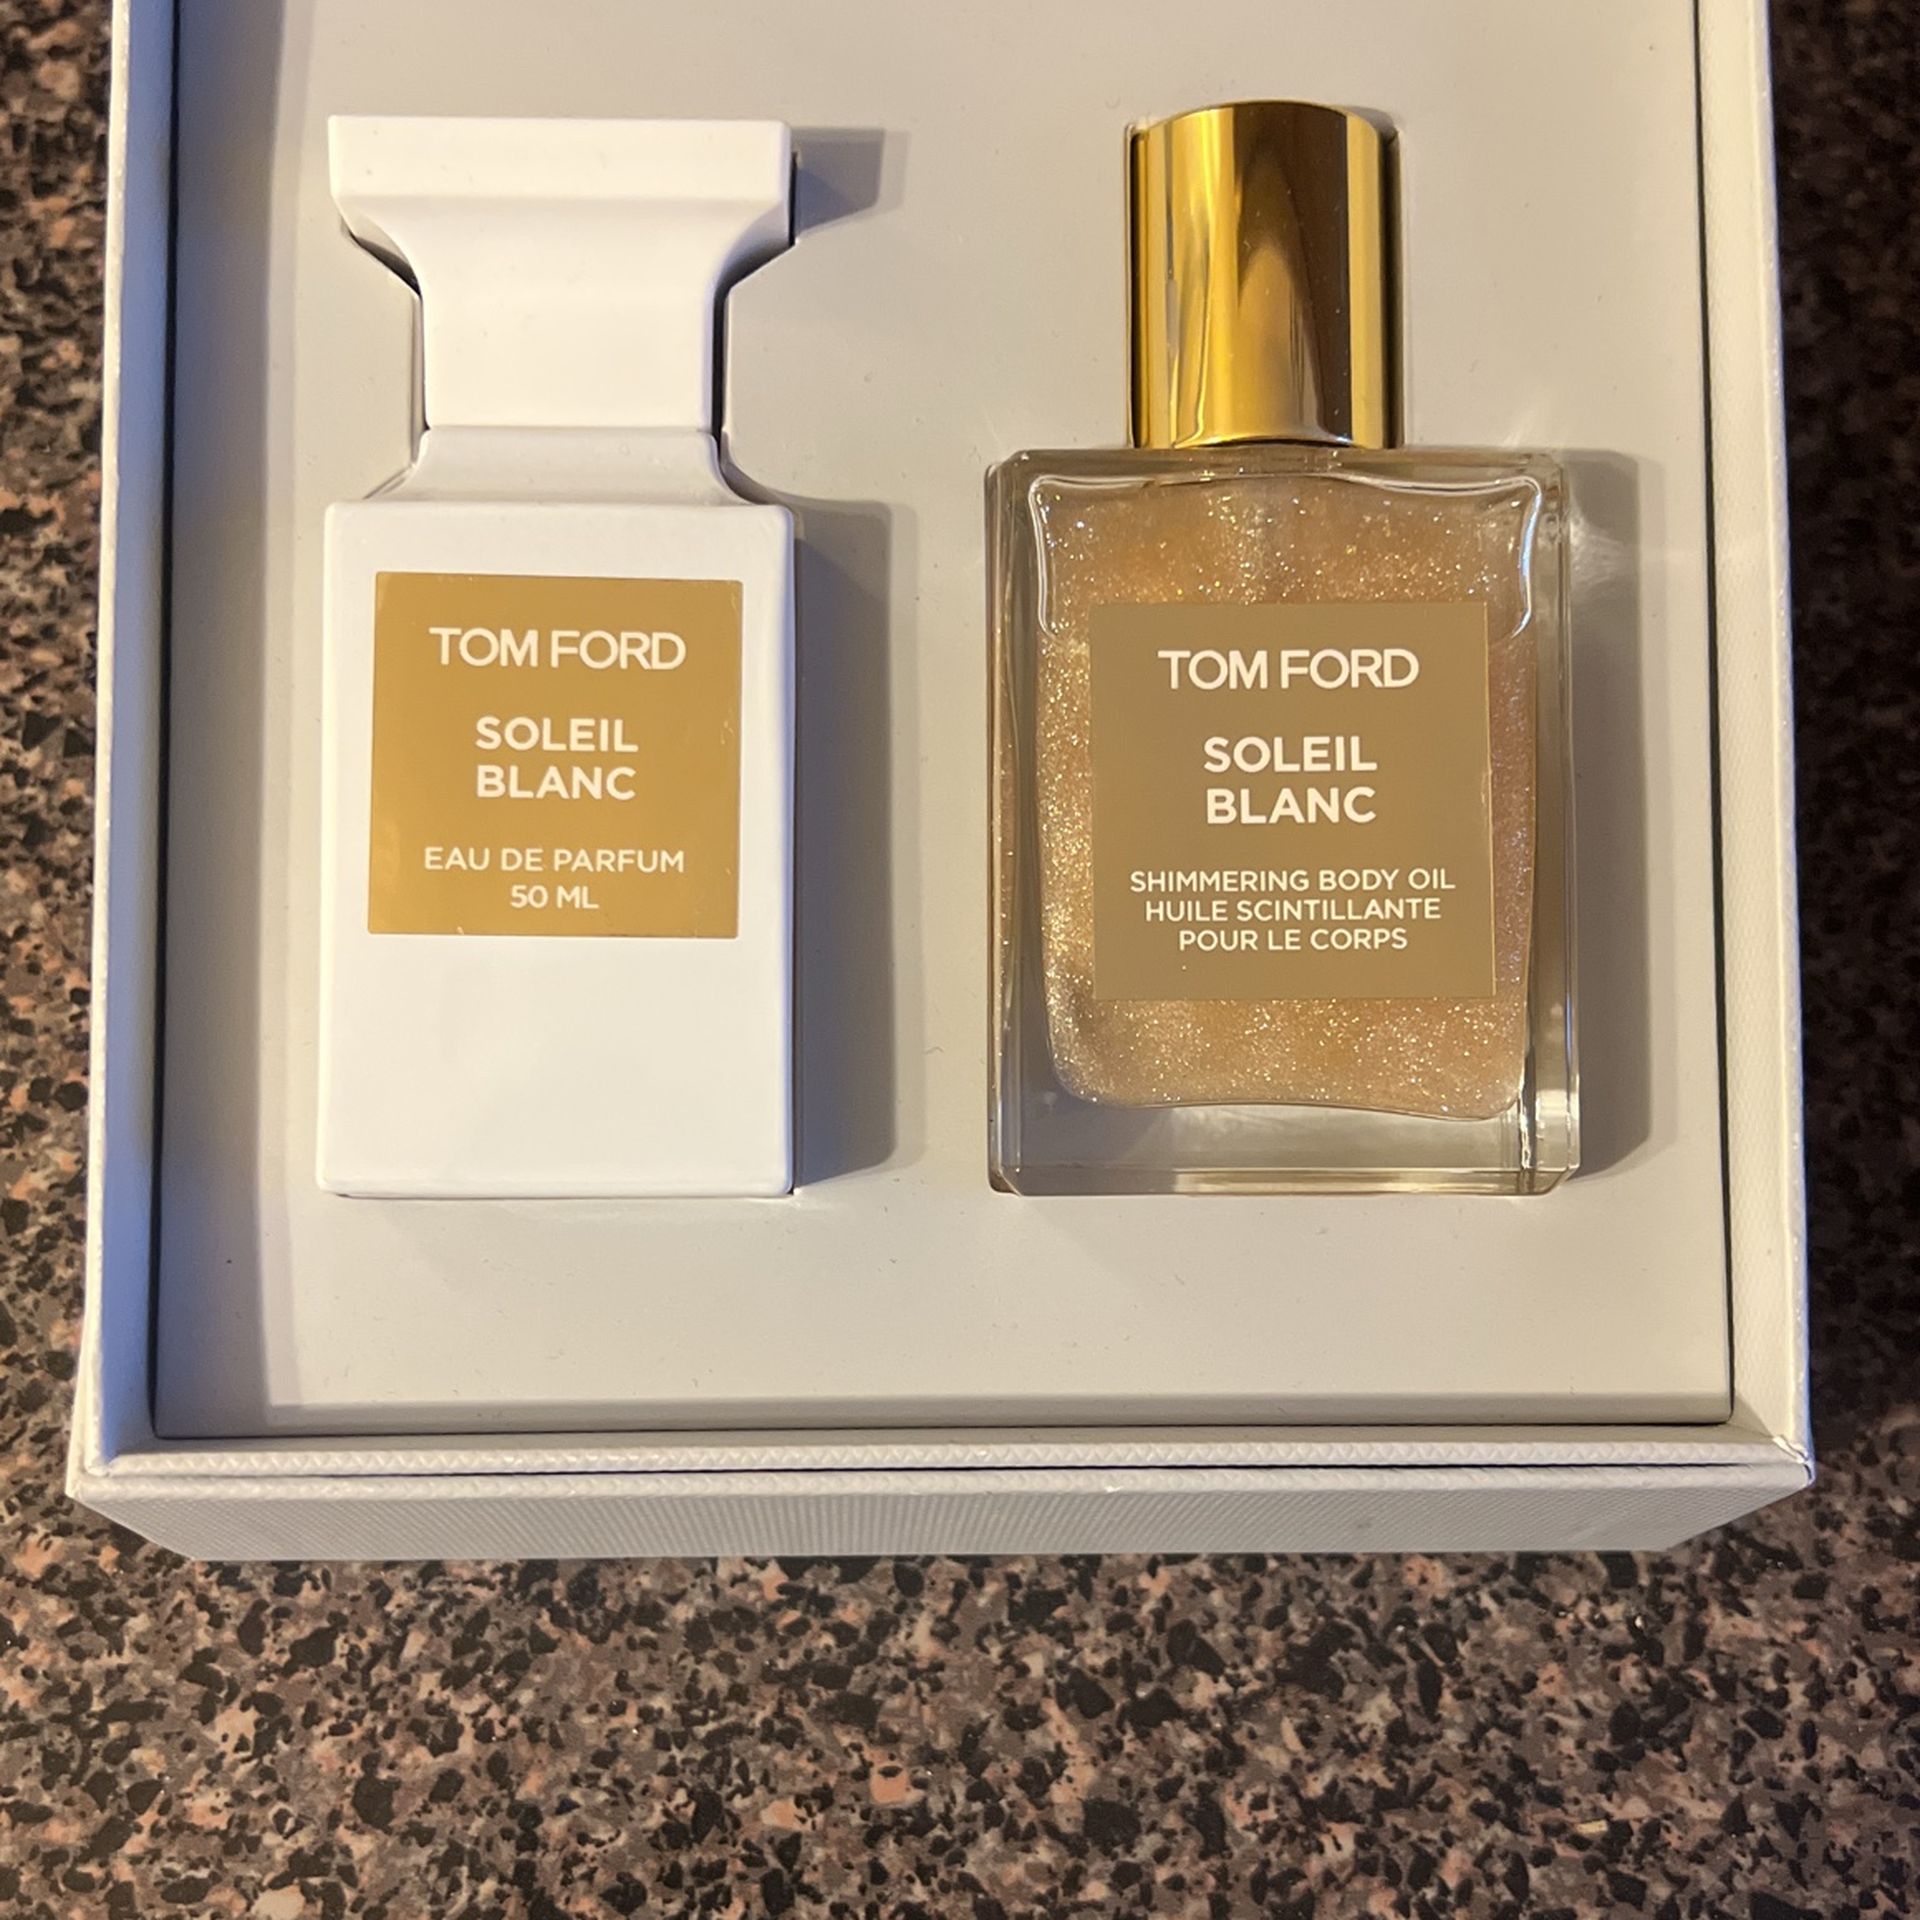 TOM FORD
SOLEIL
BLANC
EAU DE PARFUM
50 ML
TOM FORD
SOLEIL
BLANC
SHIMMERING BODY OIL
HUILE SCINTILLANTE
POUR LE CORPS